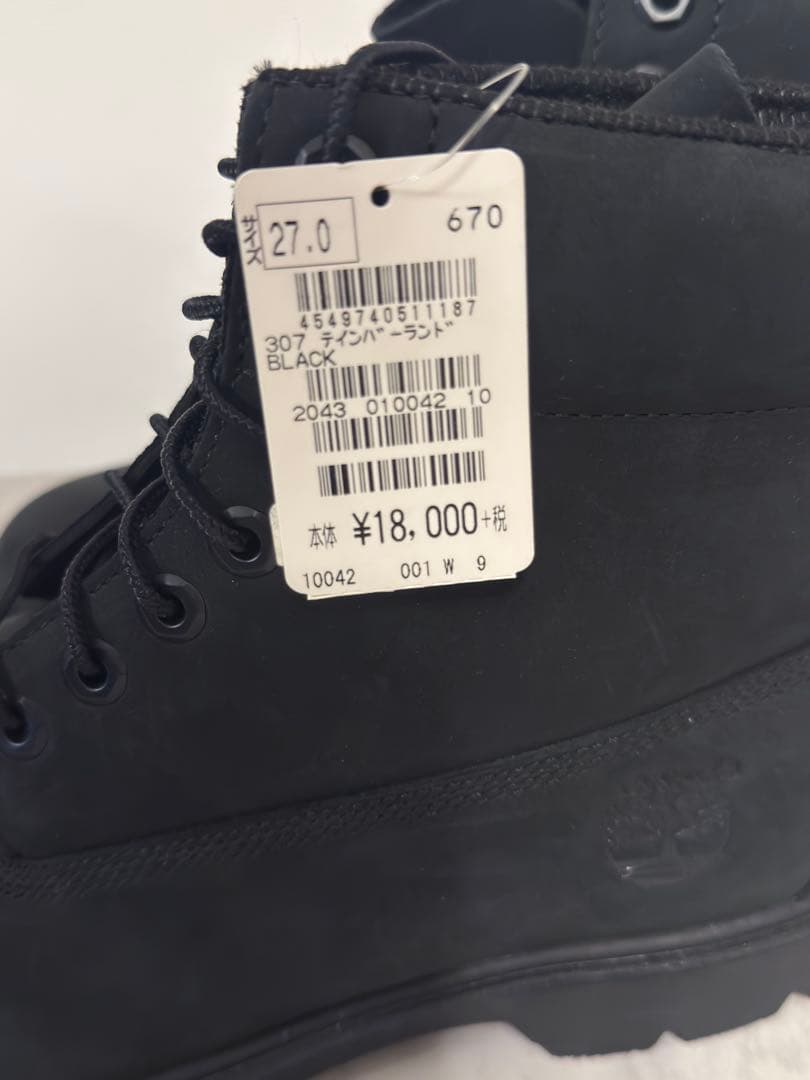 サイズ 27.0 670
4549740511187
307 テインバーランド
BLACK
2043 010042 10
本体 ¥18,000+税
10042 001 W 9